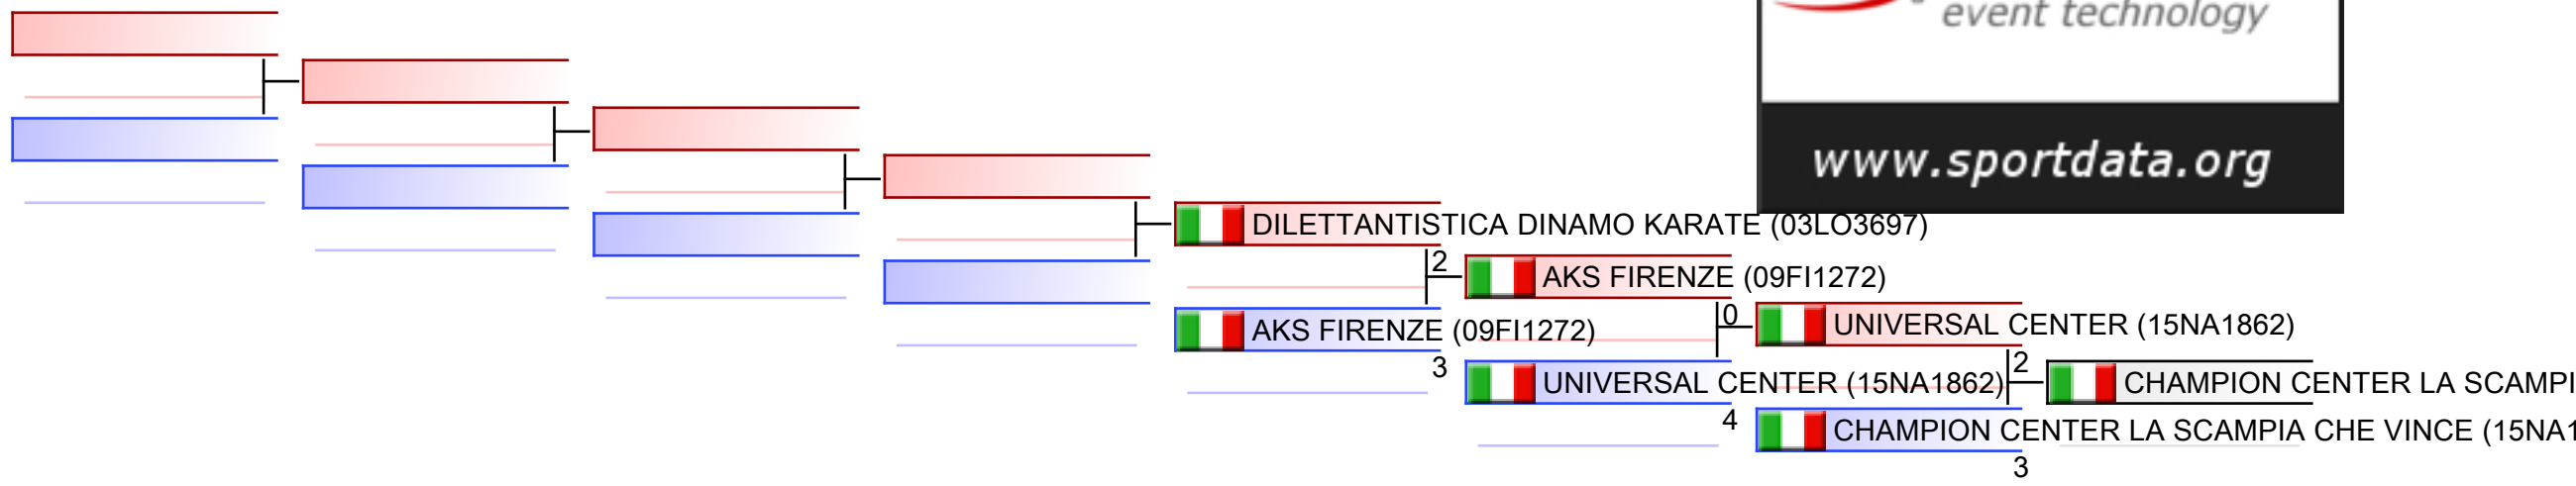 event technology
www.sportdata.org
DILETTANTISTICA DINAMO KARATE (03LO3697)
2
AKS FIRENZE (09FI1272)
0
UNIVERSAL CENTER (15NA1862)
AKS FIRENZE (09FI1272)
3
UNIVERSAL CENTER (15NA1862)
2
CHAMPION CENTER LA SCAMPI
4
CHAMPION CENTER LA SCAMPIA CHE VINCE (15NA1
3